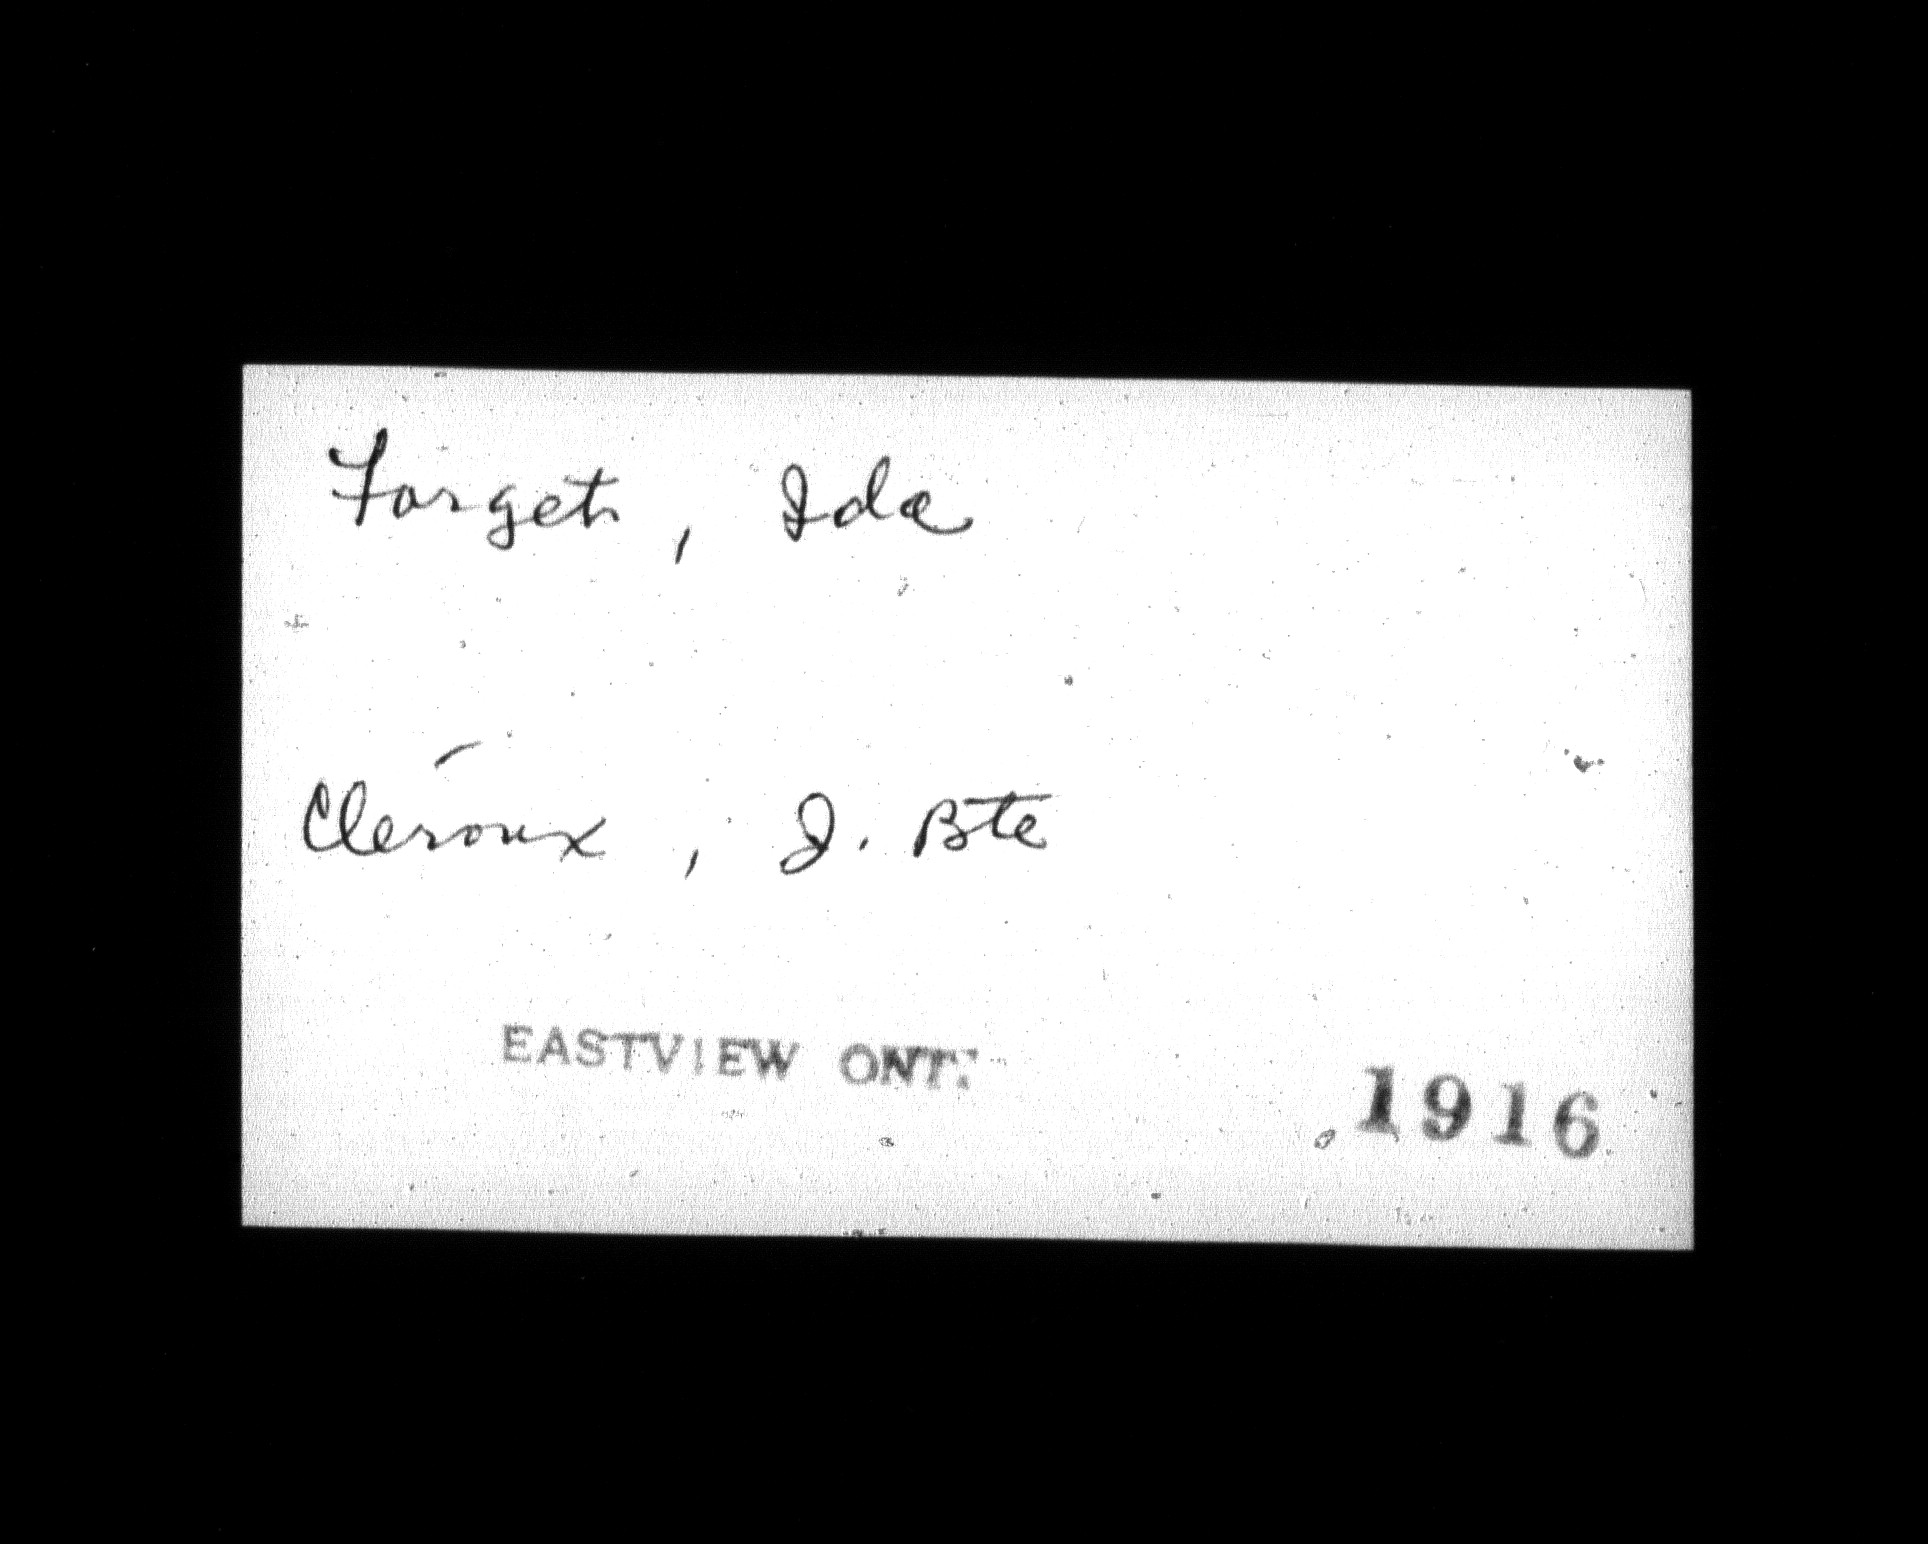 Forget, Ida
Cléroux, J. Bte
EASTVIEW ONT.
1916